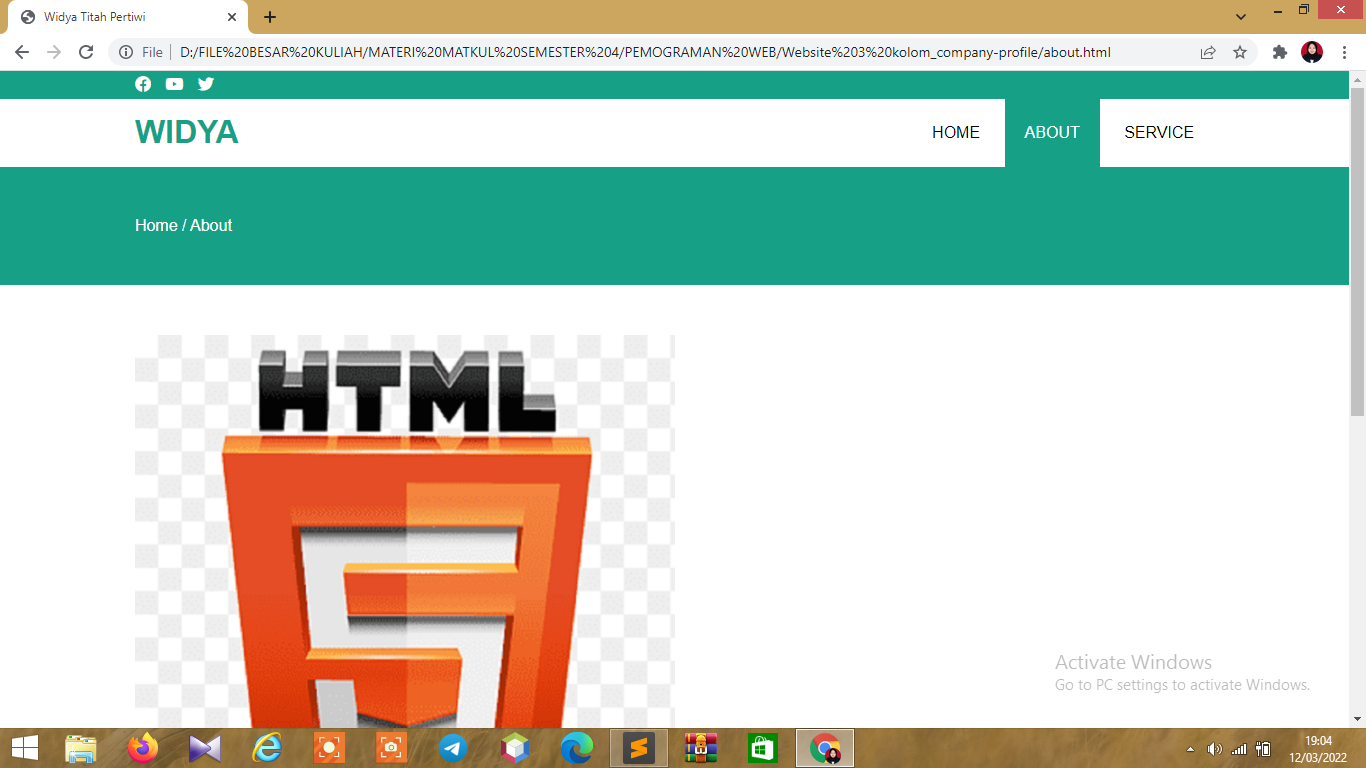 Widya Titah Pertiwi
File
D:/FILE%20BESAR%20KULIAH/MATERI%20MATKUL%20SEMESTER%204/PEMOGRAMAN%20WEB/Website%203%20kolom_company-profile/about.html
WIDYA
HOME
ABOUT
SERVICE
Home / About
HTML
Activate Windows
Go to PC settings to activate Windows.
19:04
12/03/2022